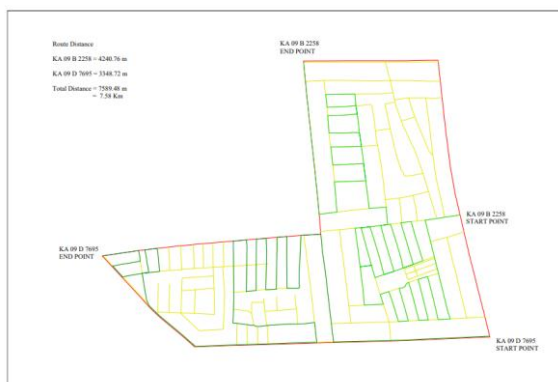 Route Distance
KA 09 B 2258 = 4240.76 m
KA 09 D 7695 = 3348.72 m
Total Distance = 7589.48 m
= 7.58 Km
KA 09 B 2258
END POINT
KA 09 B 2258
START POINT
KA 09 D 7695
END POINT
KA 09 D 7695
START POINT